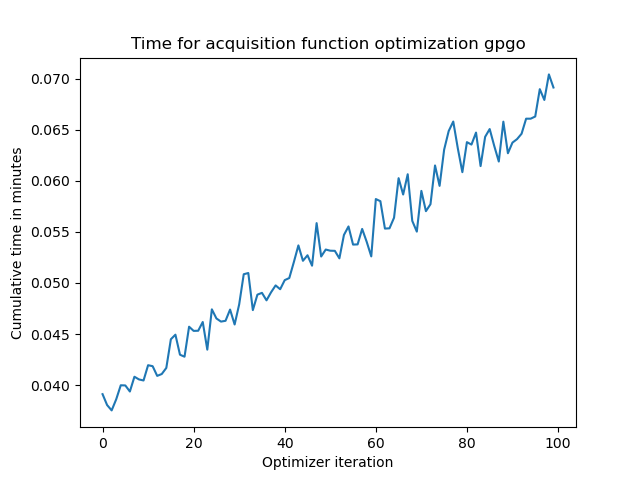 Time for acquisition function optimization gpgo
Cumulative time in minutes
0.070
0.065
0.060
0.055
0.050
0.045
0.040
0 20 40 60 80 100
Optimizer iteration